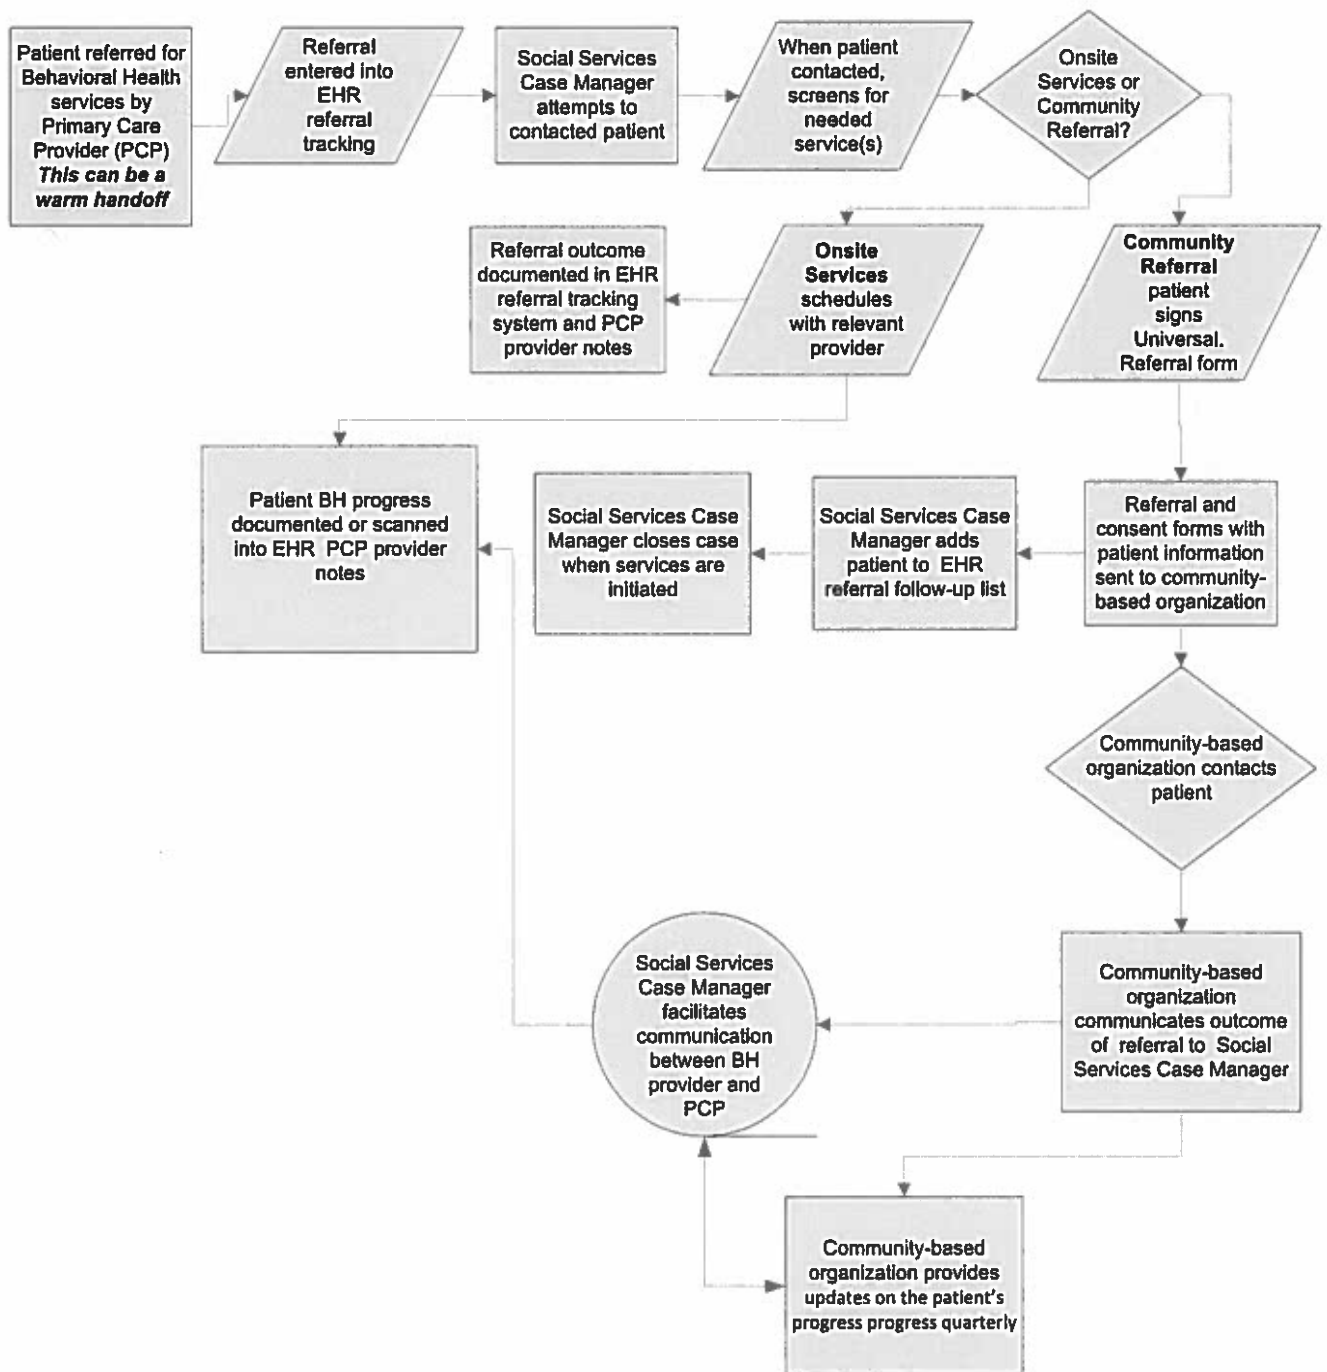 Patient referred for
Behavioral Health
services by
Primary Care
Provider (PCP)
This can be a
warm handoff
Referral
entered into
EHR
referral
tracking
Social Services
Case Manager
attempts to
contacted patient
When patient
contacted,
screens for
needed
service(s)
Onsite
Services or
Community
Referral?
Referral outcome
documented in EHR
referral tracking
system and PCP
provider notes
Onsite
Services
schedules
with relevant
provider
Community
Referral
patient
signs
Universal.
Referral form
Patient BH progress
documented or scanned
into EHR PCP provider
notes
Social Services Case
Manager closes case
when services are
initiated
Social Services Case
Manager adds
patient to EHR
referral follow-up list
Referral and
consent forms with
patient information
sent to community-
based organization
Community-based
organization contacts
patient
Social Services
Case Manager
facilitates
communication
between BH
provider and
PCP
Community-based
organization
communicates outcome
of referral to Social
Services Case Manager
Community-based
organization provides
updates on the patient's
progress progress quarterly